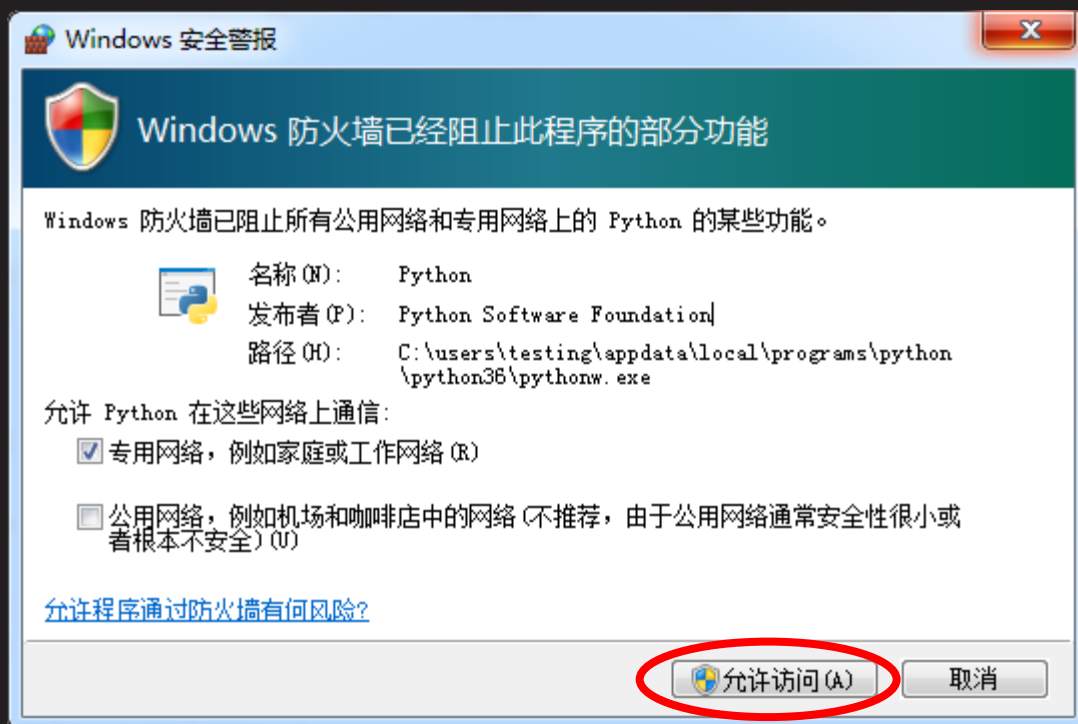 Windows 安全警报
Windows 防火墙已经阻止此程序的部分功能
Windows 防火墙已阻止所有公用网络和专用网络上的 Python 的某些功能。
名称(N): Python
发布者(P): Python Software Foundation
路径(H): C:\users\testing\appdata\local\programs\python
\python36\pythonw.exe
允许 Python 在这些网络上通信:
专用网络，例如家庭或工作网络(R)
公用网络，例如机场和咖啡店中的网络(不推荐，由于公用网络通常安全性很小或
者根本不安全)(U)
允许程序通过防火墙有何风险?
允许访问(A) 取消